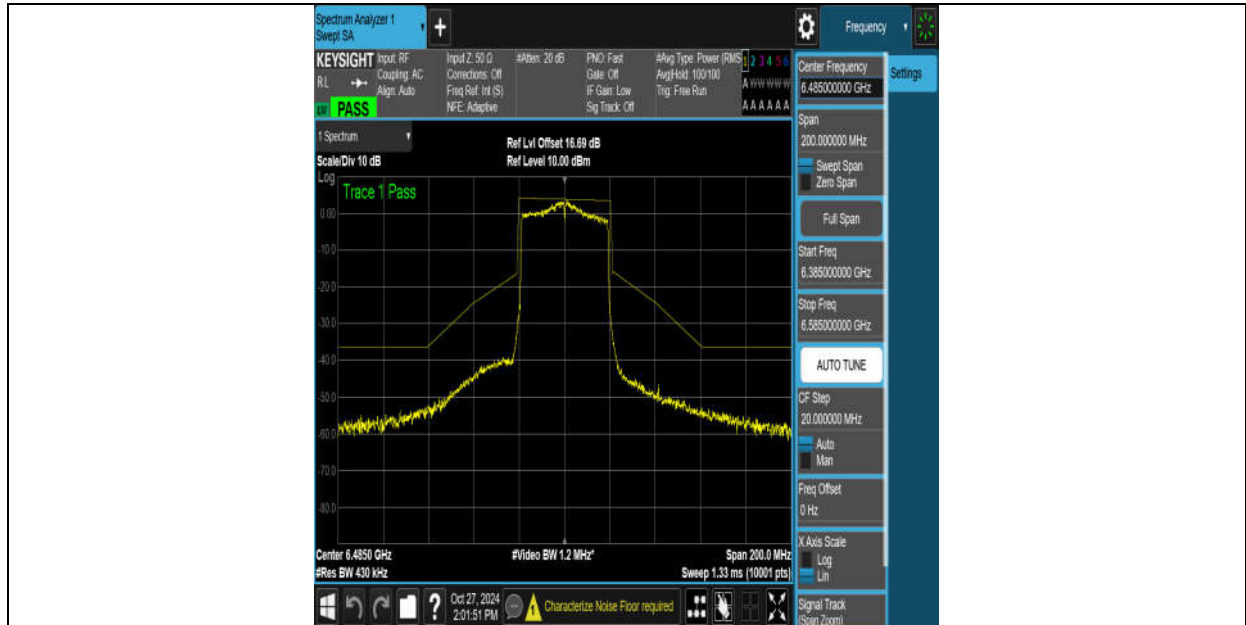 Spectrum Analyzer 1
Swept SA
+
Frequency
KEYSIGHT
RL
PASS
Input: RF
Coupling: AC
Align: Auto
Input Z: 50 Ω
Corrections: Off
Freq Ref: Int (S)
NFE: Adaptive
#Atten: 20 dB
PNO: Fast
Gate: Off
IF Gain: Low
Sig Track: Off
#Avg Type: Power (RMS
Avg|Hold: 100/100
Trig: Free Run
1 2 3 4 5 6
A W W W W W
A A A A A A
Center Frequency
6.485000000 GHz
Settings
Span
200.000000 MHz
Swept Span
Zero Span
Full Span
Start Freq
6.385000000 GHz
Stop Freq
6.585000000 GHz
AUTO TUNE
CF Step
20.000000 MHz
Auto
Man
Freq Offset
0 Hz
X Axis Scale
Log
Lin
Signal Track
(Span Zoom)
1 Spectrum
Scale/Div 10 dB
Ref Lvl Offset 16.69 dB
Ref Level 10.00 dBm
Log
Trace 1 Pass
0.00
-10.0
-20.0
-30.0
-40.0
-50.0
-60.0
-70.0
-80.0
Center 6.4850 GHz
#Video BW 1.2 MHz*
Span 200.0 MHz
#Res BW 430 kHz
Sweep 1.33 ms (10001 pts)
?
Oct 27, 2024
2:01:51 PM
Characterize Noise Floor required